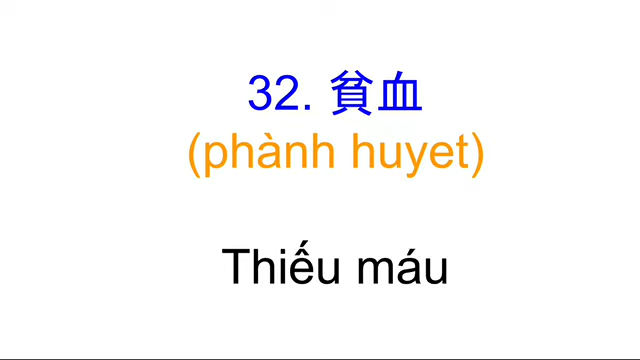 32. 貧血
(phành huyet)
Thiếu máu